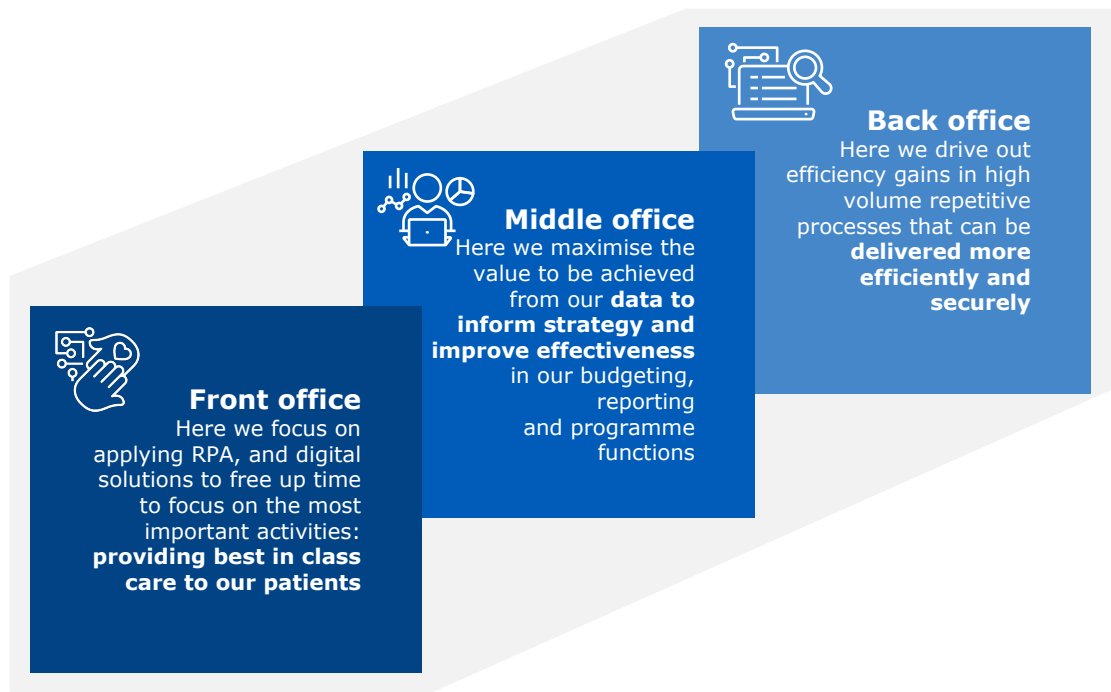 Front office
Here we focus on
applying RPA, and digital
solutions to free up time
to focus on the most
important activities:
providing best in class
care to our patients
Middle office
Here we maximise the
value to be achieved
from our data to
inform strategy and
improve effectiveness
in our budgeting,
reporting
and programme
functions
Back office
Here we drive out
efficiency gains in high
volume repetitive
processes that can be
delivered more
efficiently and
securely